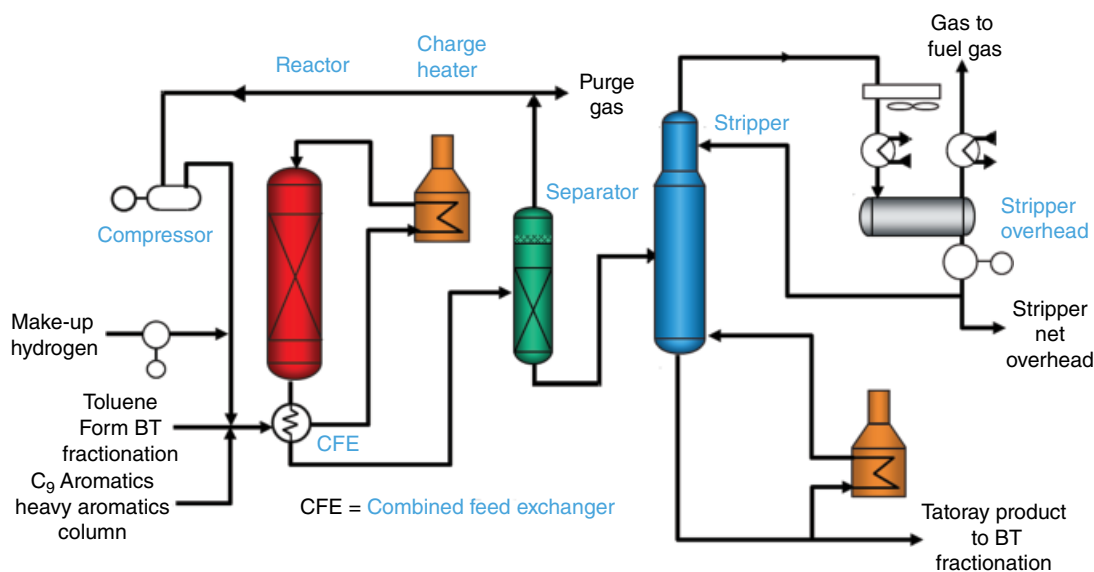 Gas to
fuel gas
Charge
heater
Reactor
Purge
gas
Stripper
Separator
Stripper
overhead
Compressor
Make-up
hydrogen
Stripper
net
overhead
Toluene
Form BT
fractionation
CFE
C9 Aromatics
heavy aromatics
column
CFE = Combined feed exchanger
Tatoray product
to BT
fractionation